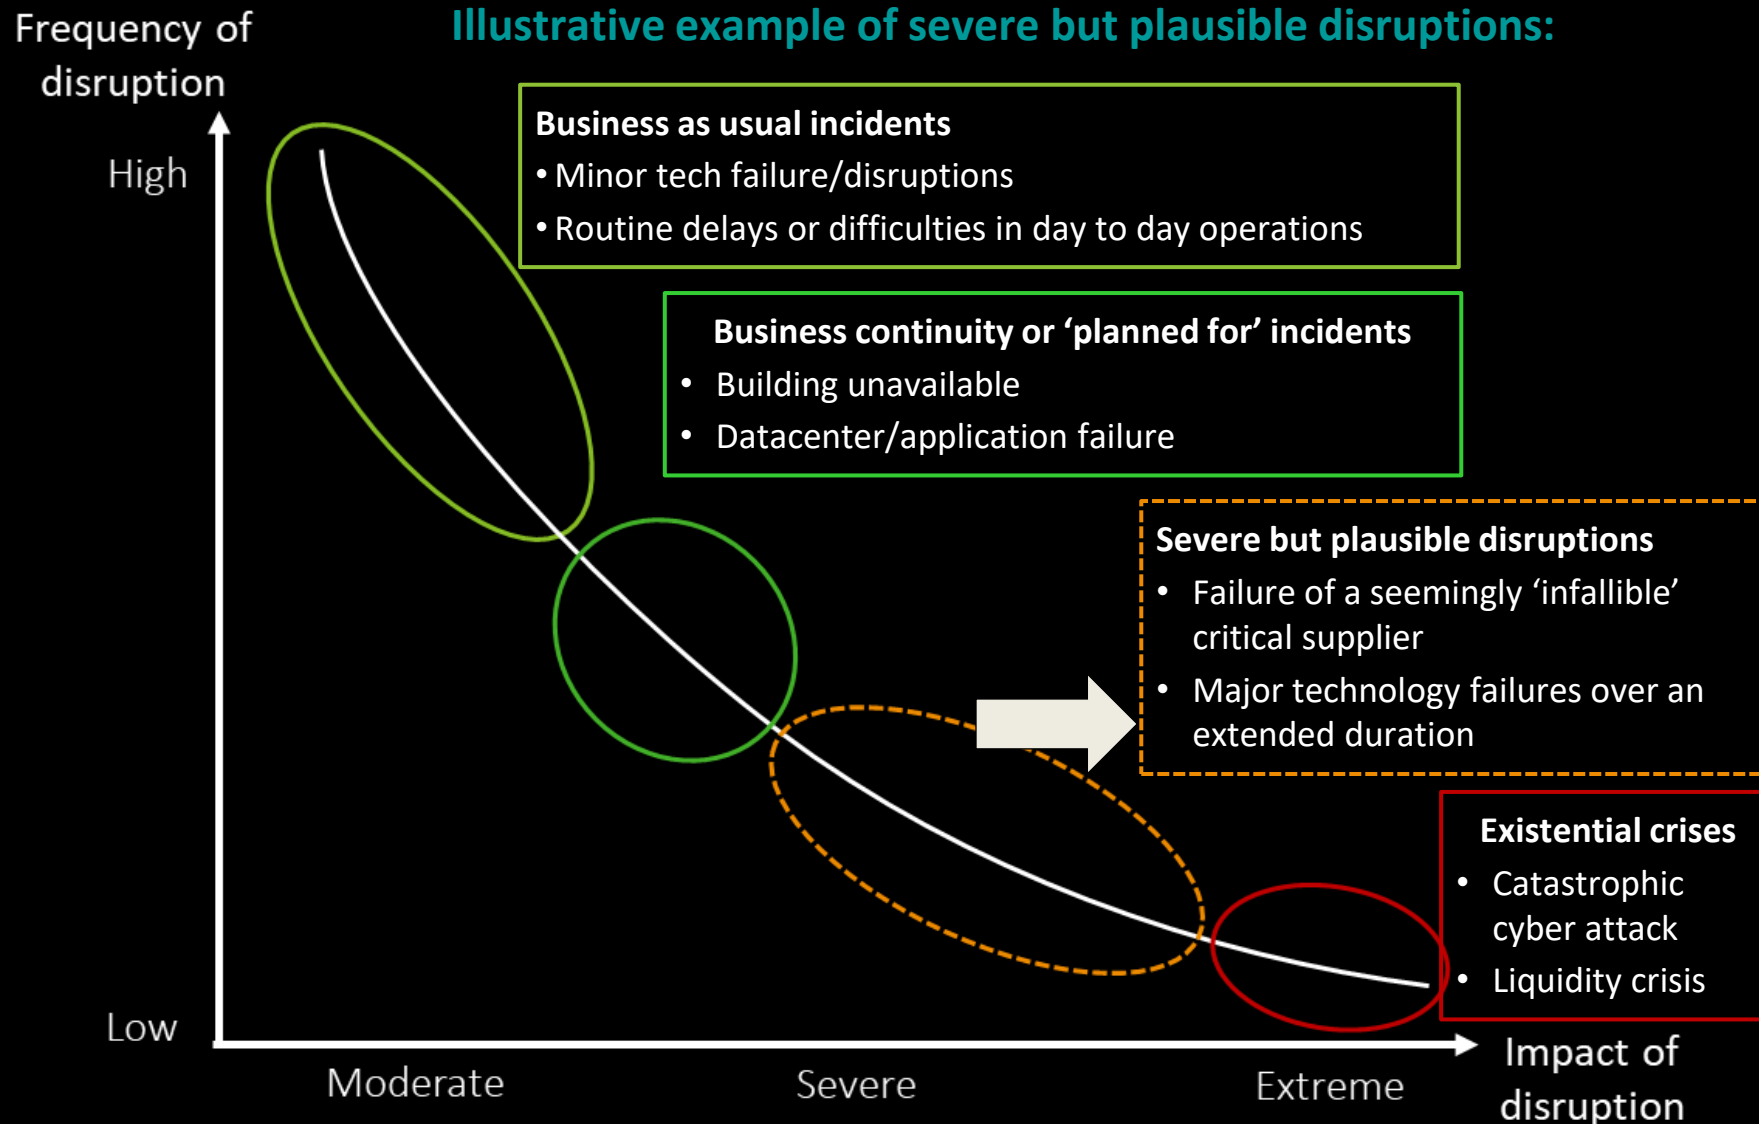 Illustrative example of severe but plausible disruptions:
Frequency of
disruption
High
Business as usual incidents
• Minor tech failure/disruptions
• Routine delays or difficulties in day to day operations
Business continuity or ‘planned for’ incidents
• Building unavailable
• Datacenter/application failure
Severe but plausible disruptions
• Failure of a seemingly ‘infallible’
critical supplier
• Major technology failures over an
extended duration
Existential crises
• Catastrophic
cyber attack
• Liquidity crisis
Low
Moderate
Severe
Extreme
Impact of
disruption